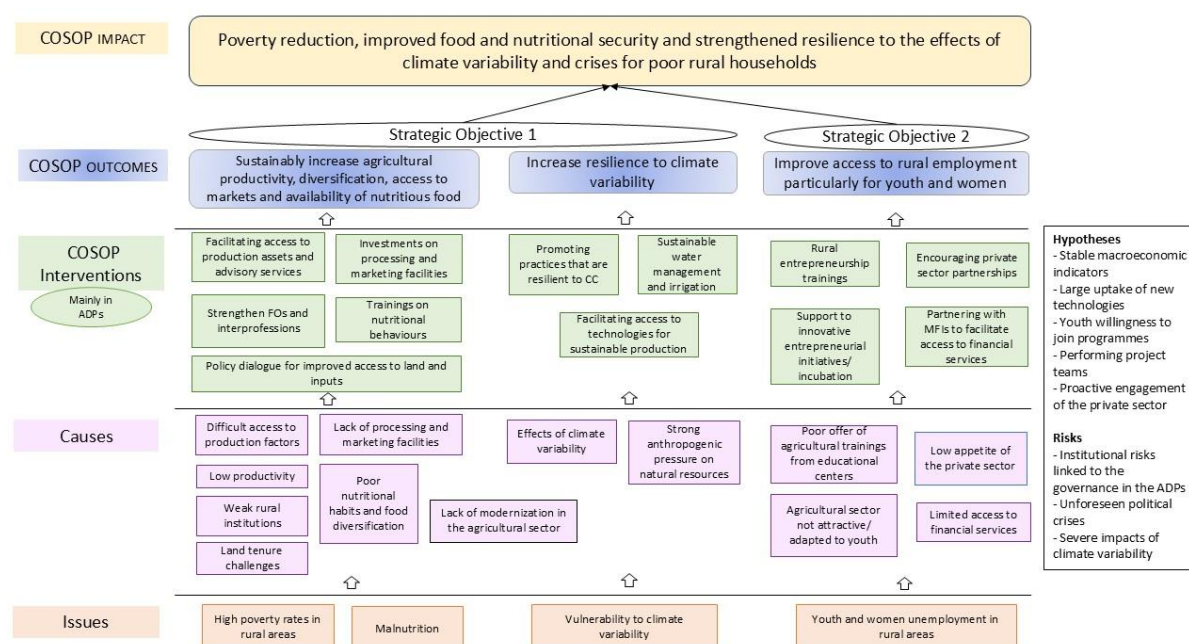 COSOP IMPACT
Poverty reduction, improved food and nutritional security and strengthened resilience to the effects of
climate variability and crises for poor rural households
Strategic Objective 1
Strategic Objective 2
COSOP OUTCOMES
Sustainably increase agricultural
productivity, diversification, access to
markets and availability of nutritious food
Increase resilience to climate
variability
Improve access to rural employment
particularly for youth and women
COSOP
Interventions
Mainly in
ADPs
Facilitating access to
production assets and
advisory services
Investments on
processing and
marketing facilities
Strengthen FOs and
interprofessions
Trainings on
nutritional
behaviours
Policy dialogue for improved access to land and
inputs
Promoting
practices that are
resilient to CC
Sustainable
water
management
and irrigation
Facilitating access to
technologies for
sustainable production
Rural
entrepreneurship
trainings
Encouraging private
sector partnerships
Support to
innovative
entrepreneurial
initiatives/
incubation
Partnering with
MFIs to facilitate
access to financial
services
Causes
Difficult access to
production factors
Lack of processing and
marketing facilities
Low productivity
Weak rural
institutions
Land tenure
challenges
Poor
nutritional
habits and food
diversification
Lack of modernization in
the agricultural sector
Effects of climate
variability
Strong
anthropogenic
pressure on
natural resources
Poor offer of
agricultural trainings
from educational
centers
Low appetite of
the private sector
Agricultural sector
not attractive/
adapted to youth
Limited access to
financial services
Issues
High poverty rates in
rural areas
Malnutrition
Vulnerability to climate
variability
Youth and women unemployment in
rural areas
Hypotheses
- Stable macroeconomic
indicators
- Large uptake of new
technologies
- Youth willingness to
join programmes
- Performing project
teams
- Proactive engagement
of the private sector
Risks
- Institutional risks
linked to the
governance in the ADPs
- Unforeseen political
crises
- Severe impacts of
climate variability